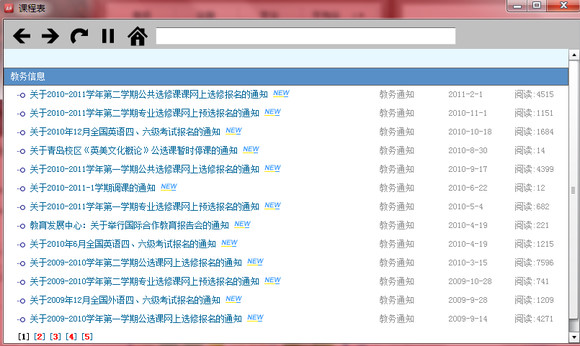 课程表
教务信息
关于2010-2011学年第二学期公共选修课课网上选修报名的通知 NEW 教务通知 2011-2-1 阅读:4515
关于2010-2011学年第二学期专业选修课网上预选报名的通知 NEW 教务通知 2010-11-1 阅读:1151
关于2010年12月全国英语四、六级考试报名的通知 NEW 教务通知 2010-10-18 阅读:1684
关于青岛校区《英美文化概论》公选课暂时停课的通知 NEW 教务通知 2010-8-30 阅读:14
关于2010-2011学年第一学期公共选修课网上选修报名的通知 NEW 教务通知 2010-9-17 阅读:4399
关于2010-2011-1学期调课的通知 NEW 教务通知 2010-6-22 阅读:12
关于2010-2011学年第一学期专业选修课网上预选报名的通知 NEW 教务通知 2010-5-4 阅读:682
教育发展中心：关于举行国际合作教育报告会的通知 NEW 教务通知 2010-4-19 阅读:221
关于2010年6月全国英语四、六级考试报名的通知 NEW 教务通知 2010-4-19 阅读:1215
关于2009-2010学年第二学期公选课网上选修报名的通知 NEW 教务通知 2010-3-15 阅读:7596
关于2009-2010学年第二学期专业选修课网上预选报名的通知 NEW 教务通知 2009-10-28 阅读:741
关于2009年12月全国外语四、六级考试报名的通知 NEW 教务通知 2009-9-28 阅读:1209
关于2009-2010学年第一学期公选课网上选修报名的通知 NEW 教务通知 2009-9-14 阅读:4271
[1] [2] [3] [4] [5]